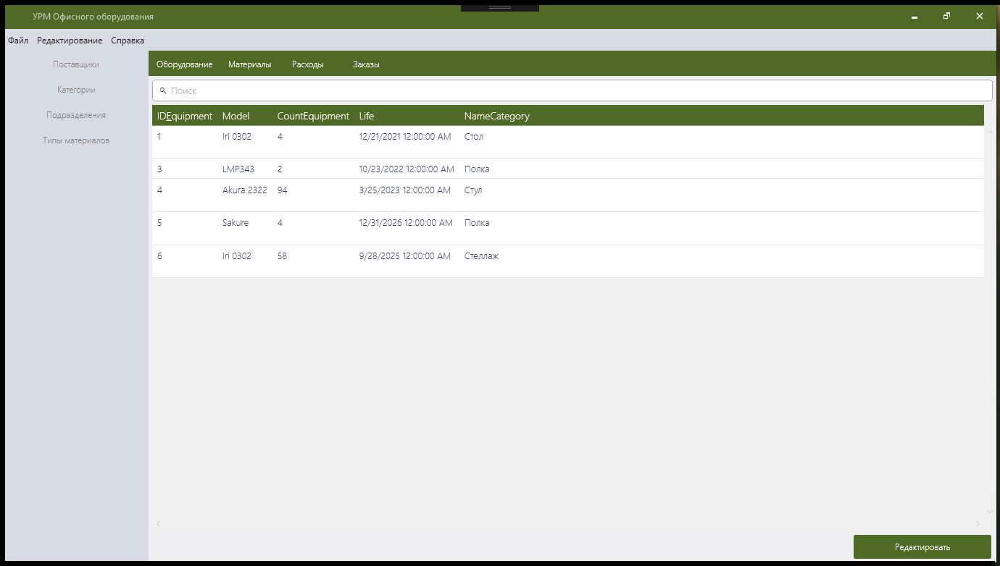 УРМ Офисного оборудования
Файл Редактирование Справка
Поставщики
Категории
Подразделения
Типы материалов
Оборудование Материалы Расходы Заказы
Поиск
IDEquipment Model CountEquipment Life NameCategory
1 Iri 0302 4 12/21/2021 12:00:00 AM Стол
3 LMP343 2 10/23/2022 12:00:00 AM Полка
4 Akura 2322 94 3/25/2023 12:00:00 AM Стул
5 Sakure 4 12/31/2026 12:00:00 AM Полка
6 Iri 0302 58 9/28/2025 12:00:00 AM Стеллаж
Редактировать